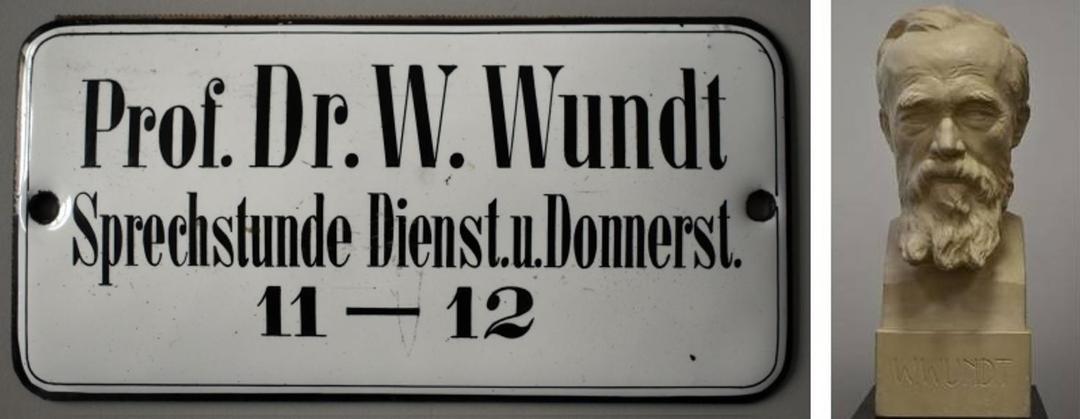 Prof. Dr. W. Wundt
Sprechstunde Dienst. u. Donnerst.
11 — 12
W WUNDT